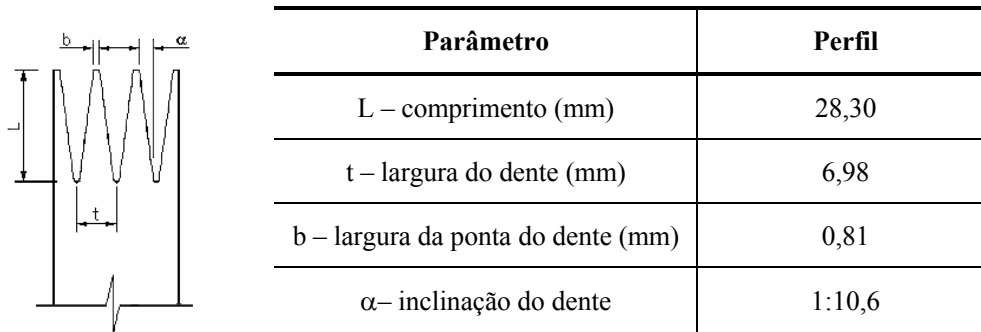 b
α
L
t
Parâmetro Perfil
L – comprimento (mm) 28,30
t – largura do dente (mm) 6,98
b – largura da ponta do dente (mm) 0,81
α– inclinação do dente 1:10,6